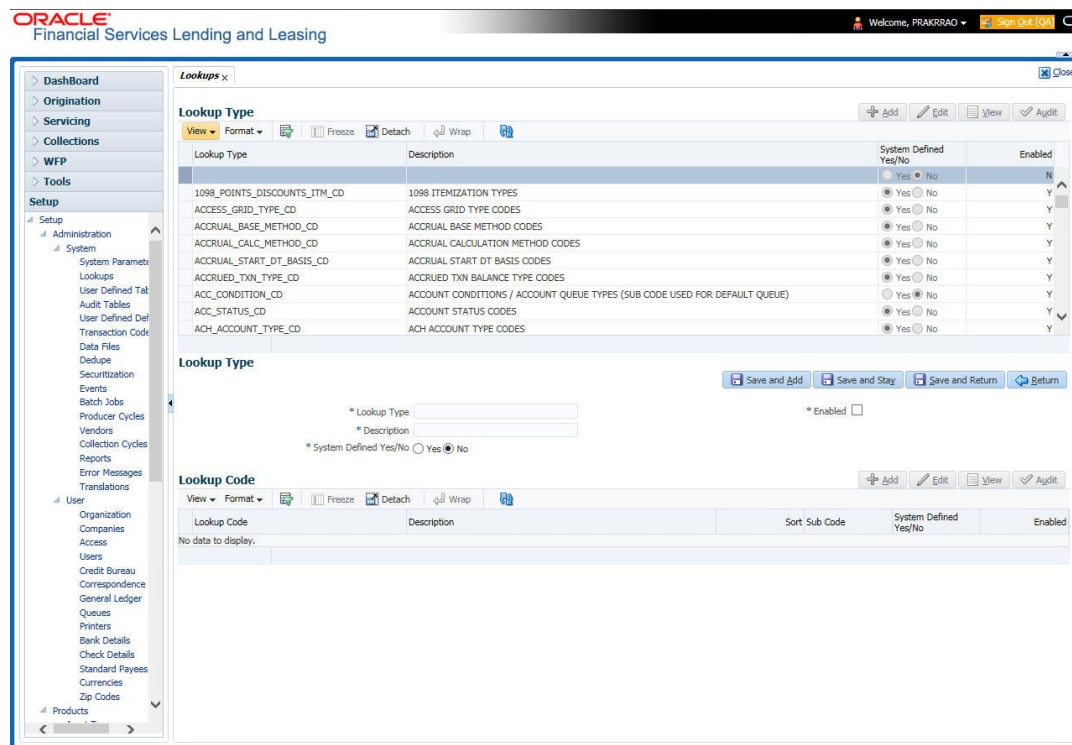 ORACLE
Financial Services Lending and Leasing
Welcome, PRAKRRAO
Sign Out [QA]
DashBoard
Origination
Servicing
Collections
WFP
Tools
Setup
Setup
Administration
System
System Paramete
Lookups
User Defined Tab
Audit Tables
User Defined Def
Transaction Code
Data Files
Dedupe
Securitization
Events
Batch Jobs
Producer Cycles
Vendors
Collection Cycles
Reports
Error Messages
Translations
User
Organization
Companies
Access
Users
Credit Bureau
Correspondence
General Ledger
Queues
Printers
Bank Details
Check Details
Standard Payees
Currencies
Zip Codes
Products
Lookups
Close
Lookup Type
Add Edit View Audit
View Format Freeze Detach Wrap
Lookup Type Description System Defined Yes/No Enabled
Yes No N
1098_POINTS_DISCOUNTS_ITM_CD 1098 ITEMIZATION TYPES Yes No Y
ACCESS_GRID_TYPE_CD ACCESS GRID TYPE CODES Yes No Y
ACCRUAL_BASE_METHOD_CD ACCRUAL BASE METHOD CODES Yes No Y
ACCRUAL_CALC_METHOD_CD ACCRUAL CALCULATION METHOD CODES Yes No Y
ACCRUAL_START_DT_BASIS_CD ACCRUAL START DT BASIS CODES Yes No Y
ACCRUED_TXN_TYPE_CD ACCRUED TXN BALANCE TYPE CODES Yes No Y
ACC_CONDITION_CD ACCOUNT CONDITIONS / ACCOUNT QUEUE TYPES (SUB CODE USED FOR DEFAULT QUEUE) Yes No Y
ACC_STATUS_CD ACCOUNT STATUS CODES Yes No Y
ACH_ACCOUNT_TYPE_CD ACH ACCOUNT TYPE CODES Yes No Y
Lookup Type
Save and Add Save and Stay Save and Return Return
* Lookup Type * Enabled
* Description
* System Defined Yes/No Yes No
Lookup Code
Add Edit View Audit
View Format Freeze Detach Wrap
Lookup Code Description Sort Sub Code System Defined Yes/No Enabled
No data to display.